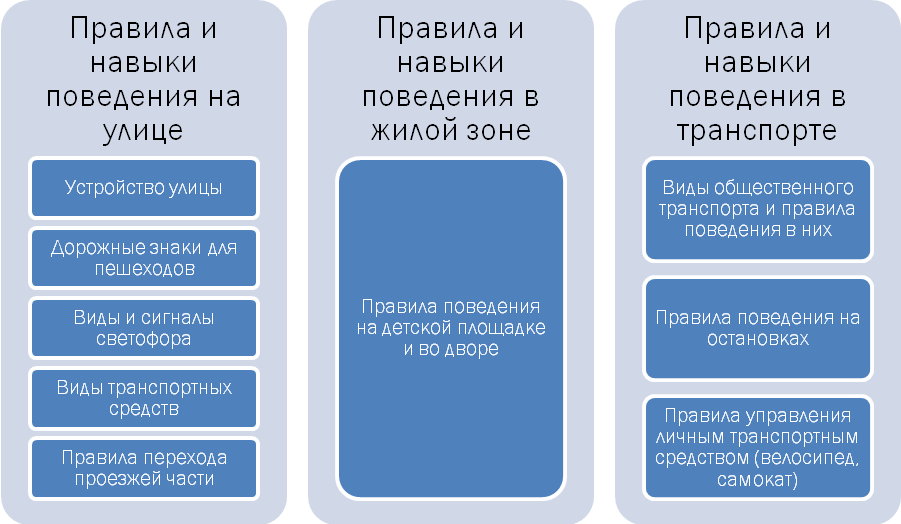 Правила и
навыки
поведения на
улице
Устройство улицы
Дорожные знаки для
пешеходов
Виды и сигналы
светофора
Виды транспортных
средств
Правила перехода
проезжей части
Правила и
навыки
поведения в
жилой зоне
Правила поведения
на детской площадке
и во дворе
Правила и
навыки
поведения в
транспорте
Виды общественного
транспорта и правила
поведения в них
Правила поведения на
остановках
Правила управления
личным транспортным
средством (велосипед,
самокат)